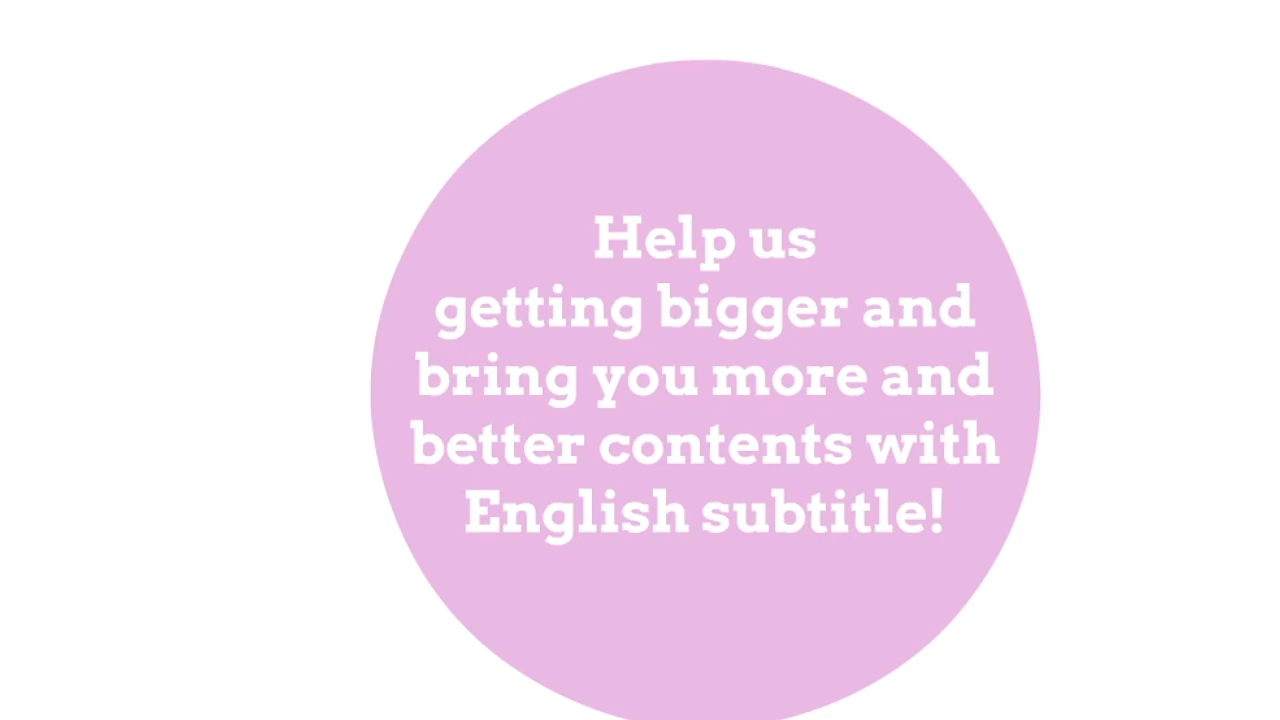 Help us
getting bigger and
bring you more and
better contents with
English subtitle!